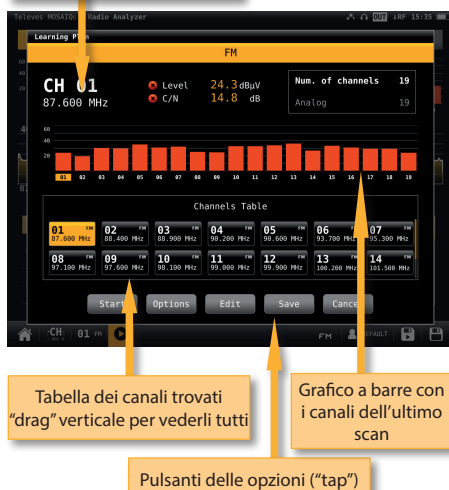 Televes MOSAIQ6 Radio Analyzer OUT ↓RF 15:35
Learning Plan
FM
CH 01
87.600 MHz
Level 24.3 dBµV
C/N 14.8 dB
Num. of channels 19
Analog 19
60
40
20
01 02 03 04 05 06 07 08 09 10 11 12 13 14 15 16 17 18 19
Channels Table
01 FM 02 FM 03 FM 04 FM 05 FM 06 FM 07 FM
87.600 MHz 88.400 MHz 88.900 MHz 90.200 MHz 90.600 MHz 93.700 MHz 95.300 MHz
08 FM 09 FM 10 FM 11 FM 12 FM 13 FM 14 FM
97.100 MHz 97.600 MHz 98.100 MHz 99.000 MHz 99.900 MHz 100.200 MHz 101.500 MHz
Start Options Edit Save Cancel
CH 01 FM FM DEFAULT
Tabella dei canali trovati
“drag” verticale per vederli tutti
Grafico a barre con
i canali dell’ultimo
scan
Pulsanti delle opzioni (“tap”)